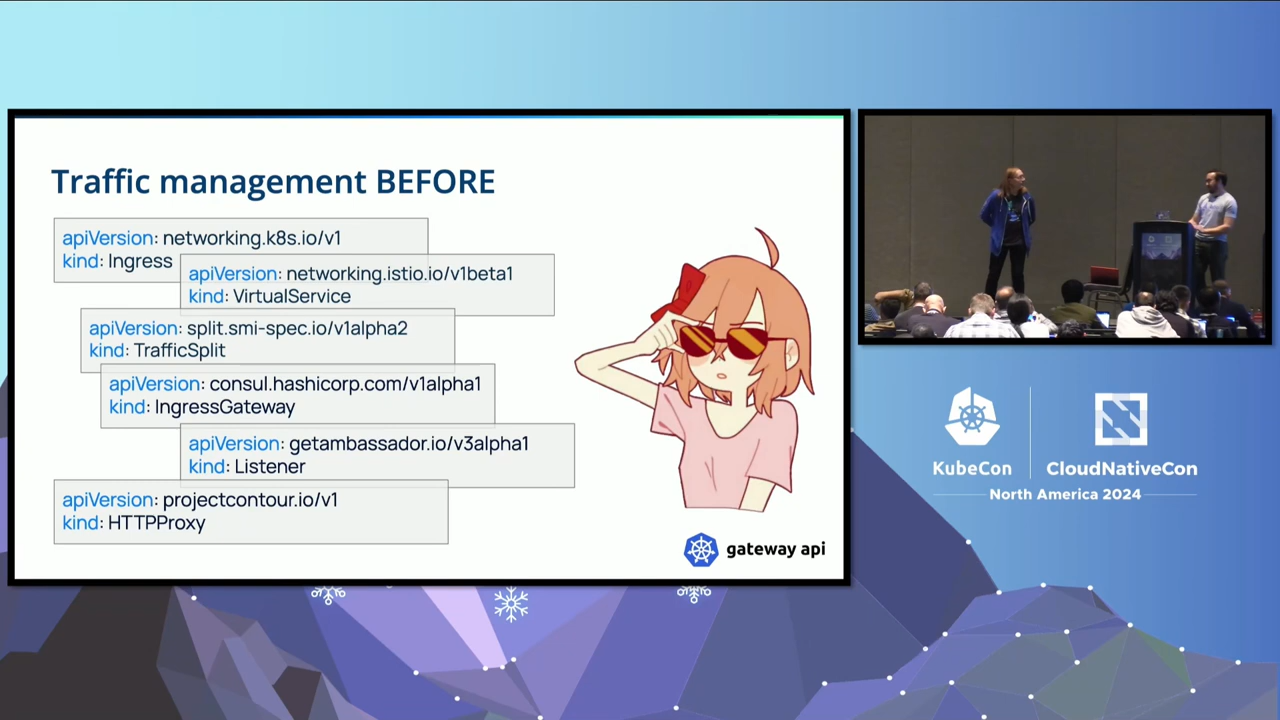 Traffic management BEFORE
apiVersion: networking.k8s.io/v1
kind: Ingress
apiVersion: networking.istio.io/v1beta1
kind: VirtualService
apiVersion: split.smi-spec.io/v1alpha2
kind: TrafficSplit
apiVersion: consul.hashicorp.com/v1alpha1
kind: IngressGateway
apiVersion: getambassador.io/v3alpha1
kind: Listener
apiVersion: projectcontour.io/v1
kind: HTTPProxy
gateway api
KubeCon
CloudNativeCon
North America 2024